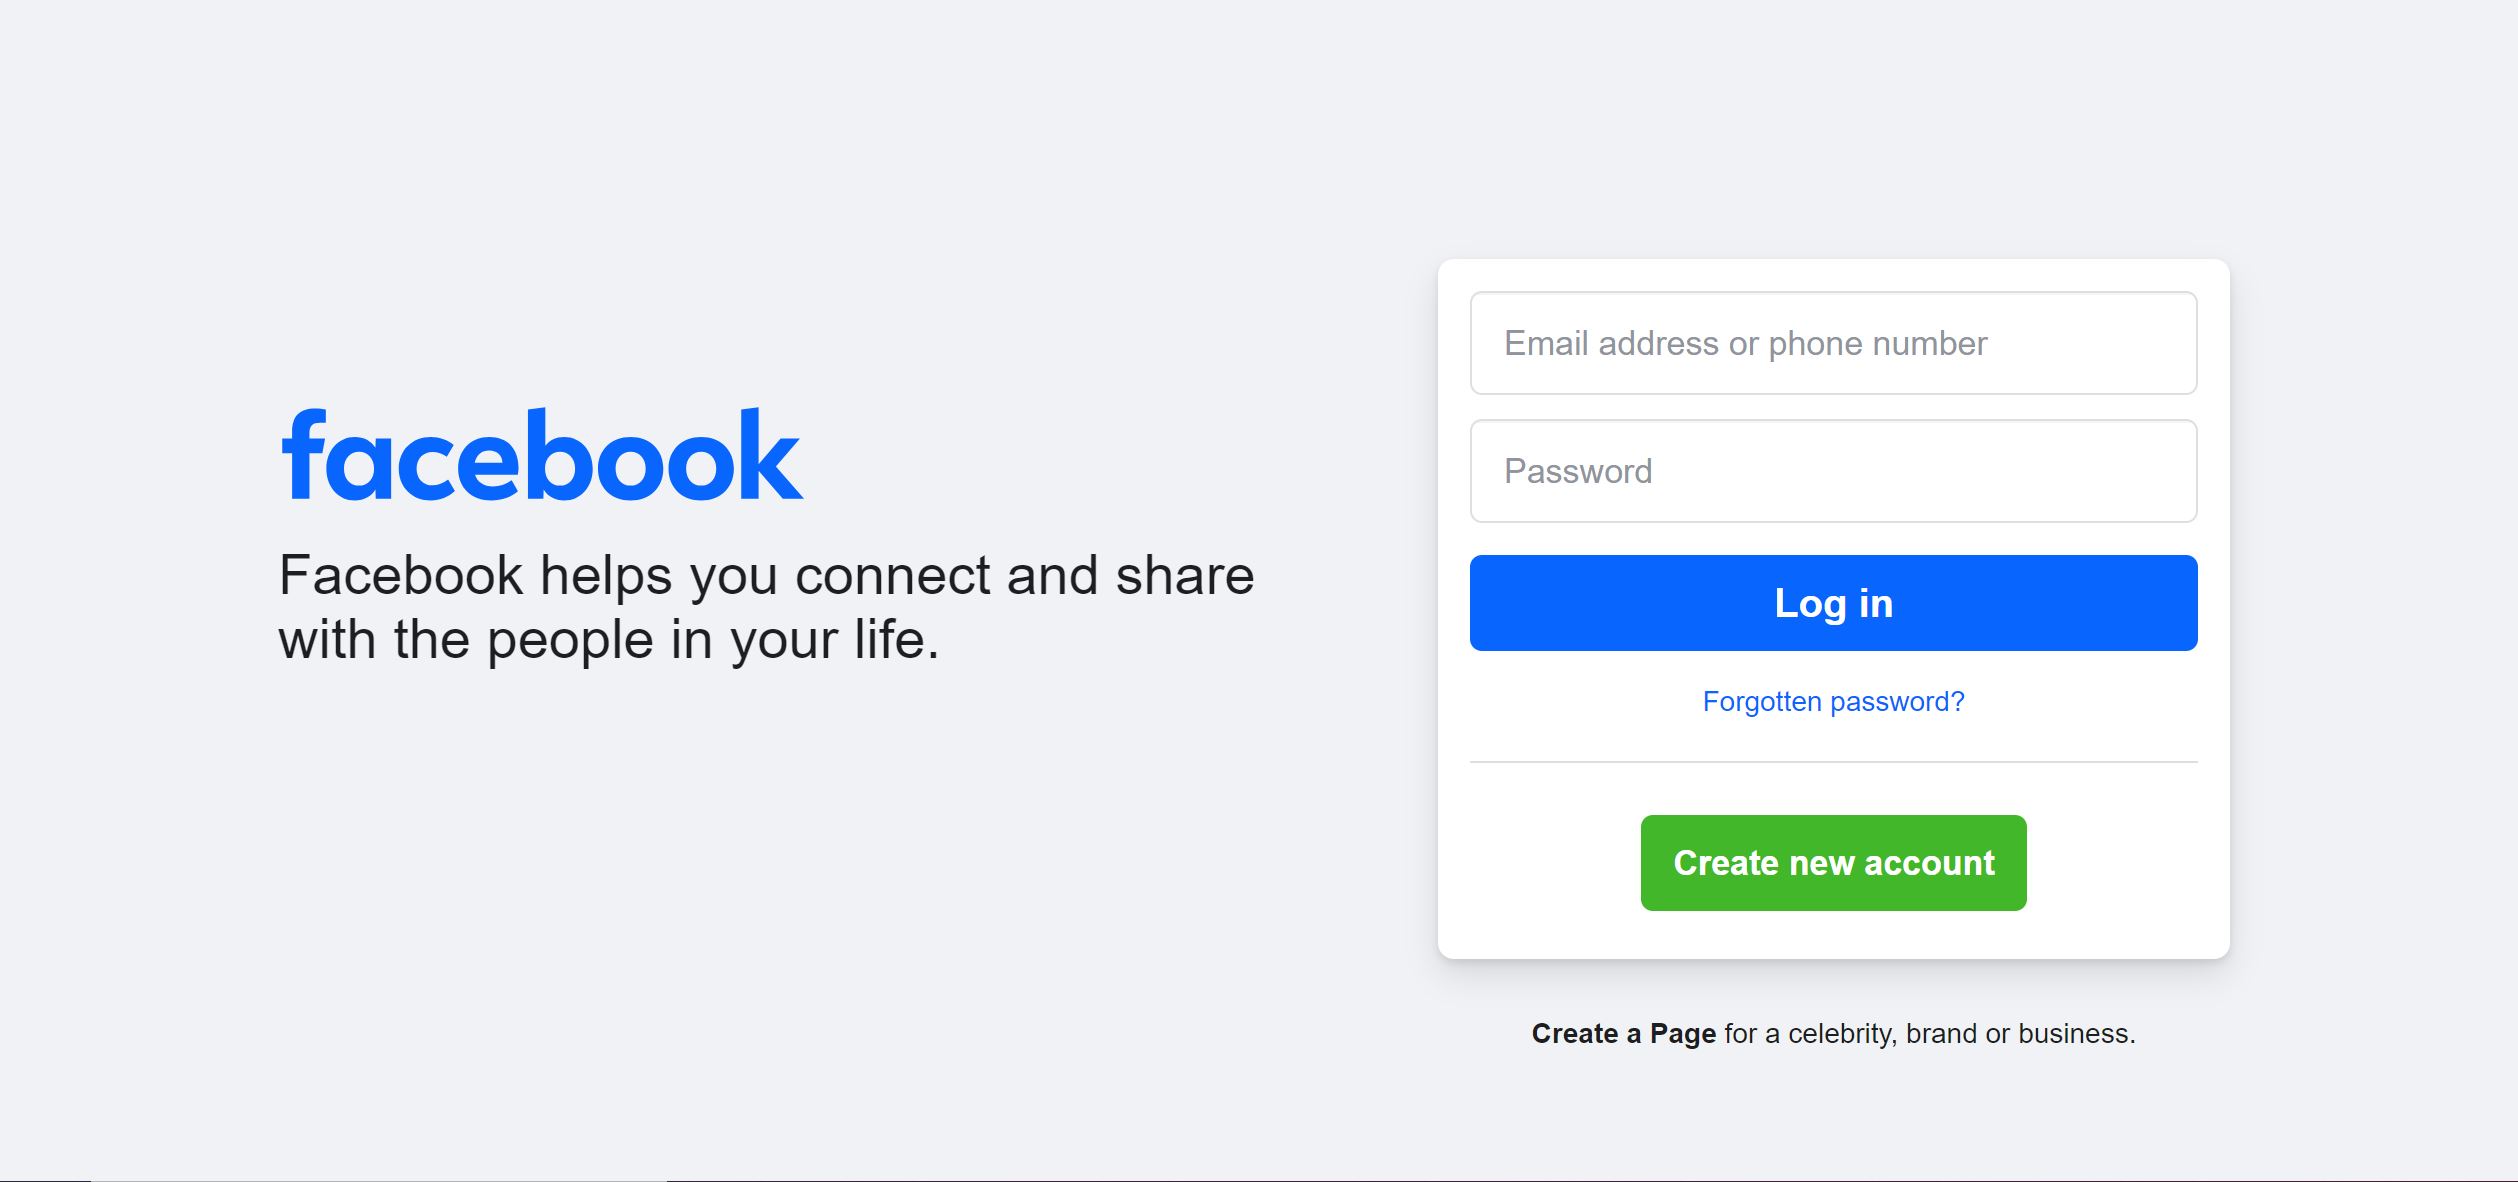 facebook
Facebook helps you connect and share
with the people in your life.
Email address or phone number
Password
Log in
Forgotten password?
Create new account
Create a Page for a celebrity, brand or business.